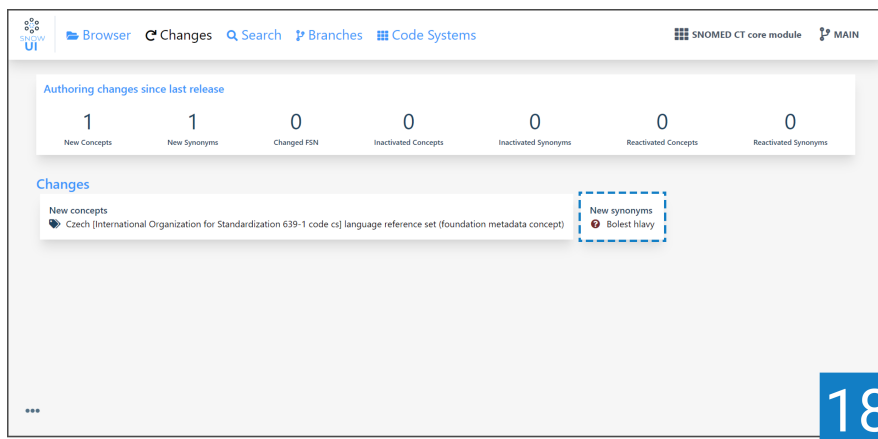 SNOW
UI
Browser
Changes
Search
Branches
Code Systems
SNOMED CT core module
MAIN
Authoring changes since last release
1
1
0
0
0
0
0
New Concepts
New Synonyms
Changed FSN
Inactivated Concepts
Inactivated Synonyms
Reactivated Concepts
Reactivated Synonyms
Changes
New concepts
Czech [International Organization for Standardization 639-1 code cs] language reference set (foundation metadata concept)
New synonyms
Bolest hlavy
18